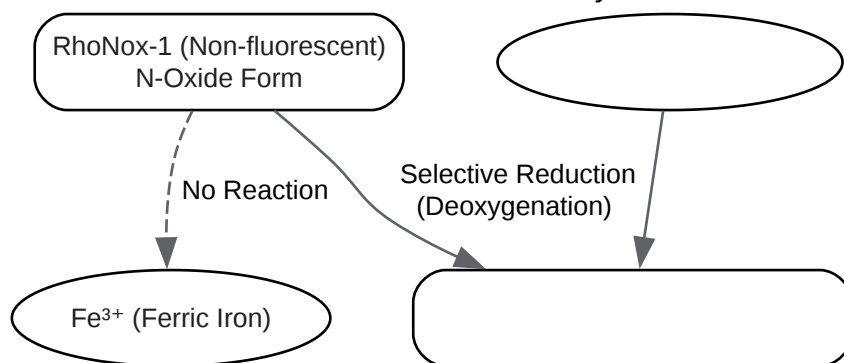 RhoNox-1 (Non-fluorescent)
N-Oxide Form
No Reaction
Selective Reduction
(Deoxygenation)
Fe³⁺ (Ferric Iron)